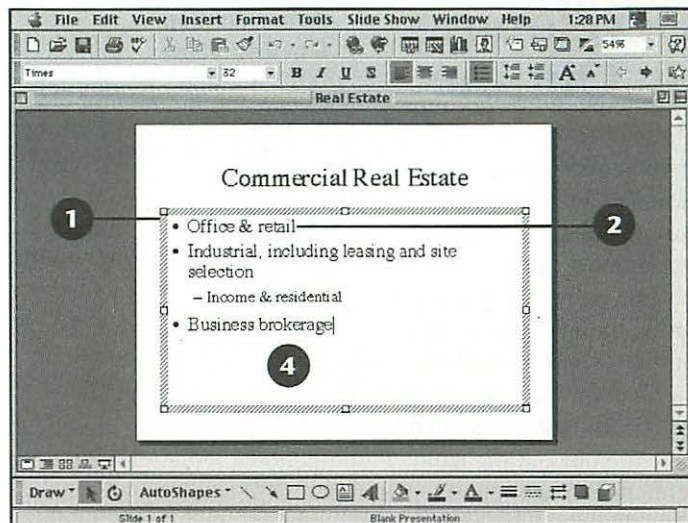 File Edit View Insert Format Tools Slide Show Window Help 1:28 PM
54%
Times 32 B I U S A A
Real Estate
Commercial Real Estate
1
• Office & retail
2
• Industrial, including leasing and site
selection
– Income & residential
• Business brokerage
4
Draw AutoShapes A
Slide 1 of 1 Blank Presentation